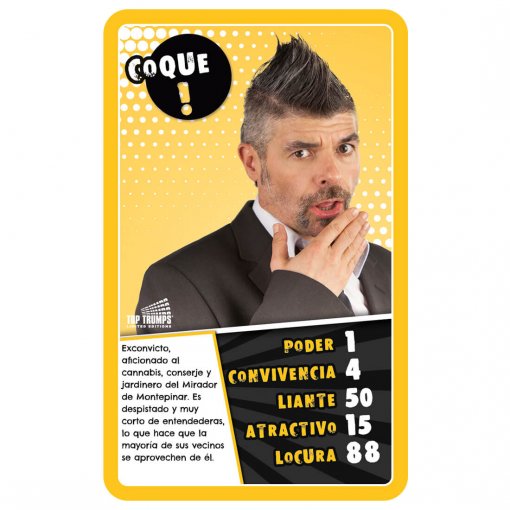 COQUE
!
TOP TRUMPS
LIMITED EDITIONS
Exconvicto,
aficionado al
cannabis, conserje y
jardinero del Mirador
de Montepinar. Es
despistado y muy
corto de entendederas,
lo que hace que la
mayoría de sus vecinos
se aprovechen de él.
PODER 1
CONVIVENCIA 4
LIANTE 50
ATRACTIVO 15
LOCURA 88